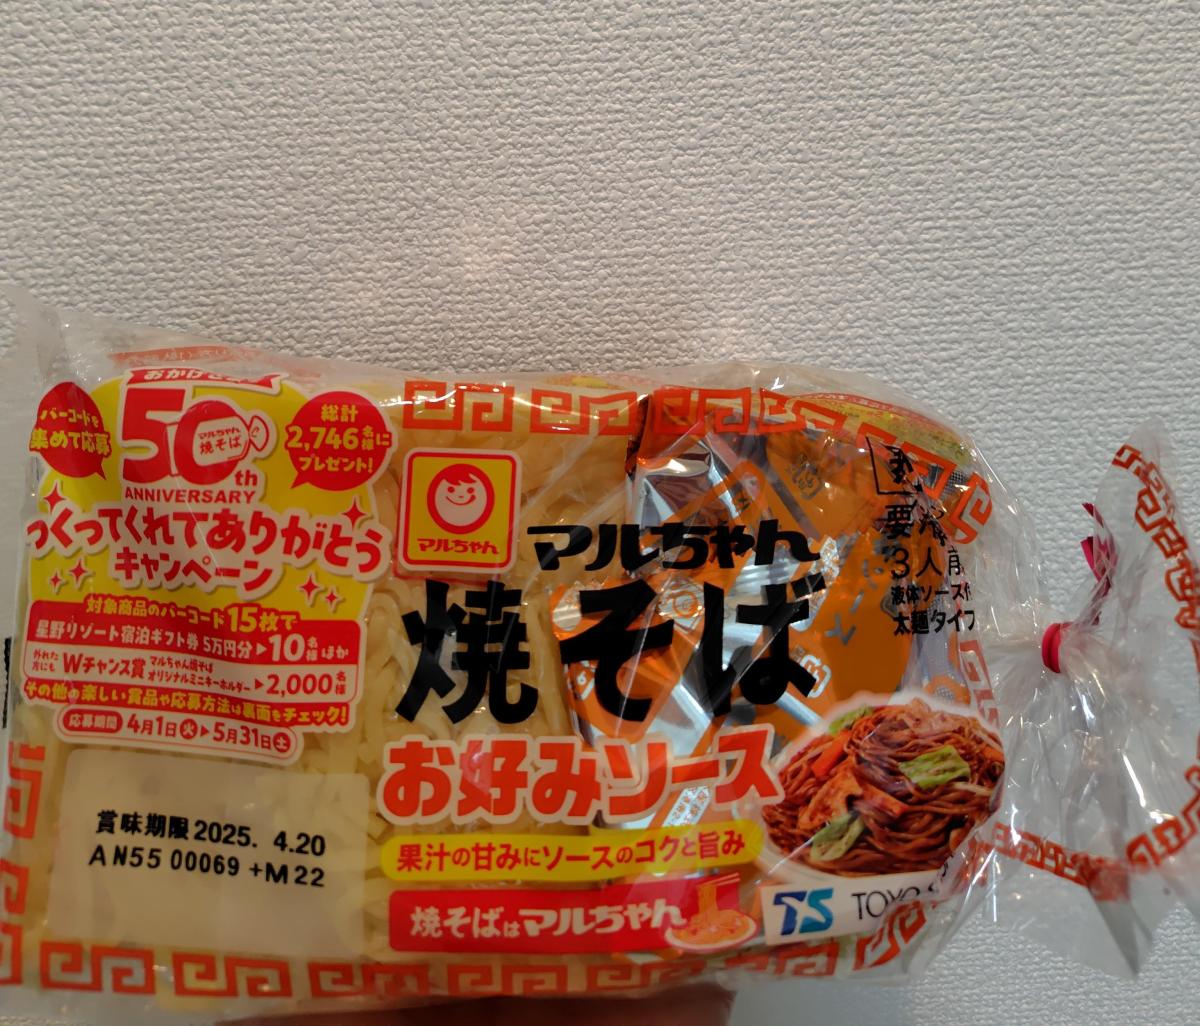 バーコードを
集めて応募
50th
マルちゃん
焼そば
ANNIVERSARY
総計
2,746名様に
プレゼント!
つくってくれてありがとう
キャンペーン
対象商品のバーコード15枚で
星野リゾート宿泊ギフト券 5万円分▶10名様 ほか
外れた方にも Wチャンス賞 マルちゃん焼そば オリジナルミニキーホルダー ▶2,000名様
その他の楽しい賞品や応募方法は裏面をチェック!
応募期間 4月1日火▶5月31日土
賞味期限 2025. 4.20
AN55 00069 +M22
マルちゃん
マルちゃん
焼そば
お好みソース
果汁の甘みにソースのコクと旨み
焼そばはマルちゃん
3人前
液体ソース付
太麺タイプ
TS TOYO